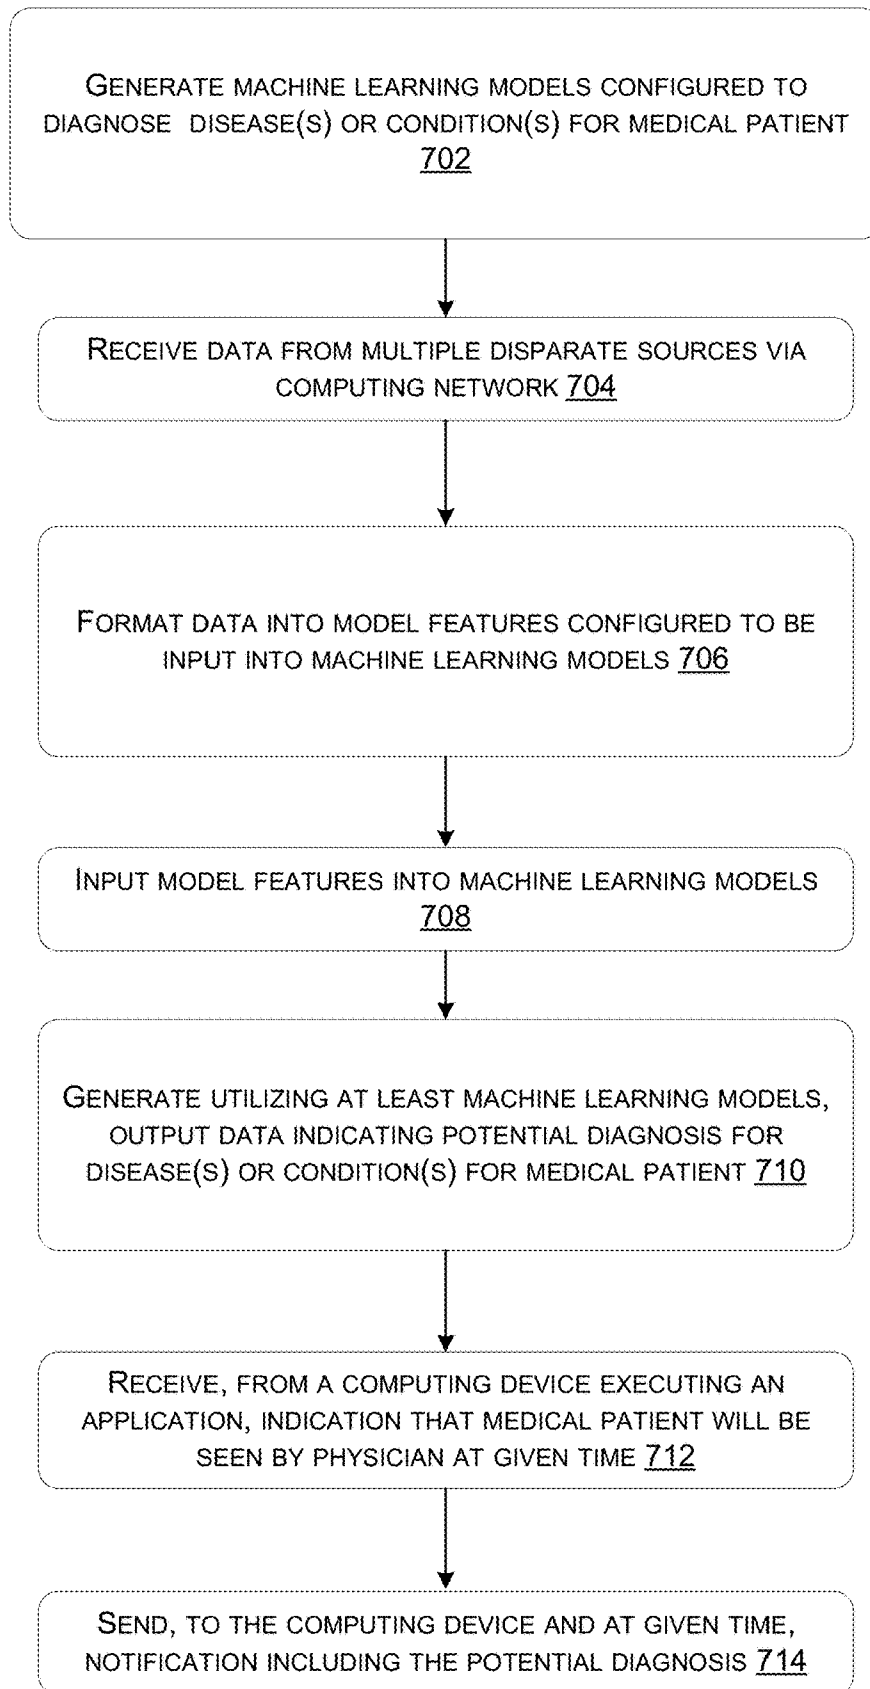 GENERATE MACHINE LEARNING MODELS CONFIGURED TO
DIAGNOSE DISEASE(S) OR CONDITION(S) FOR MEDICAL PATIENT
702
RECEIVE DATA FROM MULTIPLE DISPARATE SOURCES VIA
COMPUTING NETWORK 704
FORMAT DATA INTO MODEL FEATURES CONFIGURED TO BE
INPUT INTO MACHINE LEARNING MODELS 706
INPUT MODEL FEATURES INTO MACHINE LEARNING MODELS
708
GENERATE UTILIZING AT LEAST MACHINE LEARNING MODELS,
OUTPUT DATA INDICATING POTENTIAL DIAGNOSIS FOR
DISEASE(S) OR CONDITION(S) FOR MEDICAL PATIENT 710
RECEIVE, FROM A COMPUTING DEVICE EXECUTING AN
APPLICATION, INDICATION THAT MEDICAL PATIENT WILL BE
SEEN BY PHYSICIAN AT GIVEN TIME 712
SEND, TO THE COMPUTING DEVICE AND AT GIVEN TIME,
NOTIFICATION INCLUDING THE POTENTIAL DIAGNOSIS 714